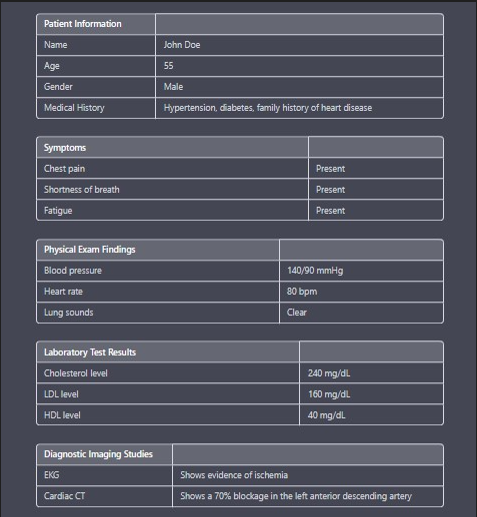 Patient Information
Name John Doe
Age 55
Gender Male
Medical History Hypertension, diabetes, family history of heart disease
Symptoms
Chest pain Present
Shortness of breath Present
Fatigue Present
Physical Exam Findings
Blood pressure 140/90 mmHg
Heart rate 80 bpm
Lung sounds Clear
Laboratory Test Results
Cholesterol level 240 mg/dL
LDL level 160 mg/dL
HDL level 40 mg/dL
Diagnostic Imaging Studies
EKG Shows evidence of ischemia
Cardiac CT Shows a 70% blockage in the left anterior descending artery